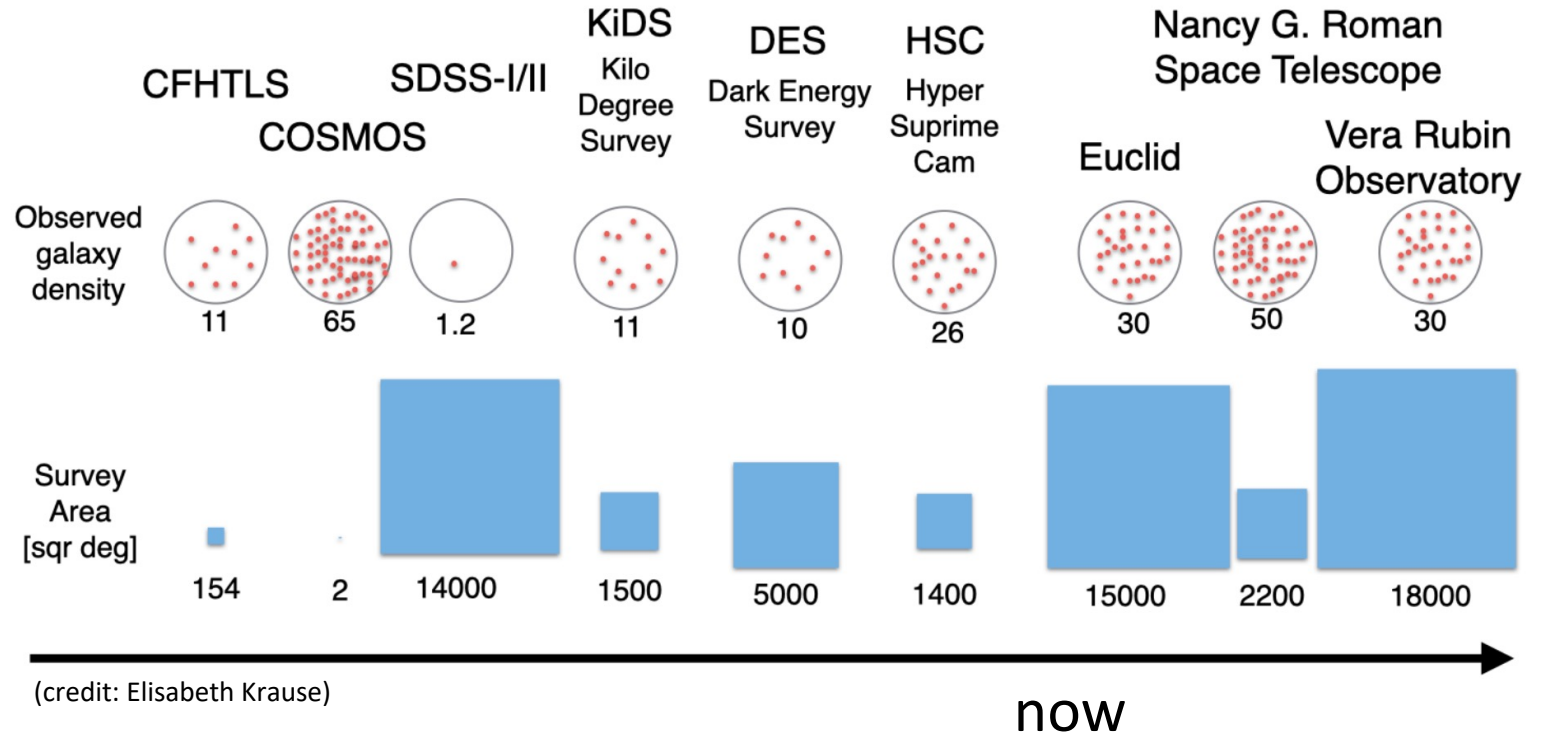 KiDS
Kilo
Degree
Survey
DES
Dark Energy
Survey
HSC
Hyper
Suprime
Cam
Nancy G. Roman
Space Telescope
CFHTLS
SDSS-I/II
COSMOS
Euclid
Vera Rubin
Observatory
Observed
galaxy
density
11
65
1.2
11
10
26
30
50
30
Survey
Area
[sqr deg]
154
2
14000
1500
5000
1400
15000
2200
18000
(credit: Elisabeth Krause)
now